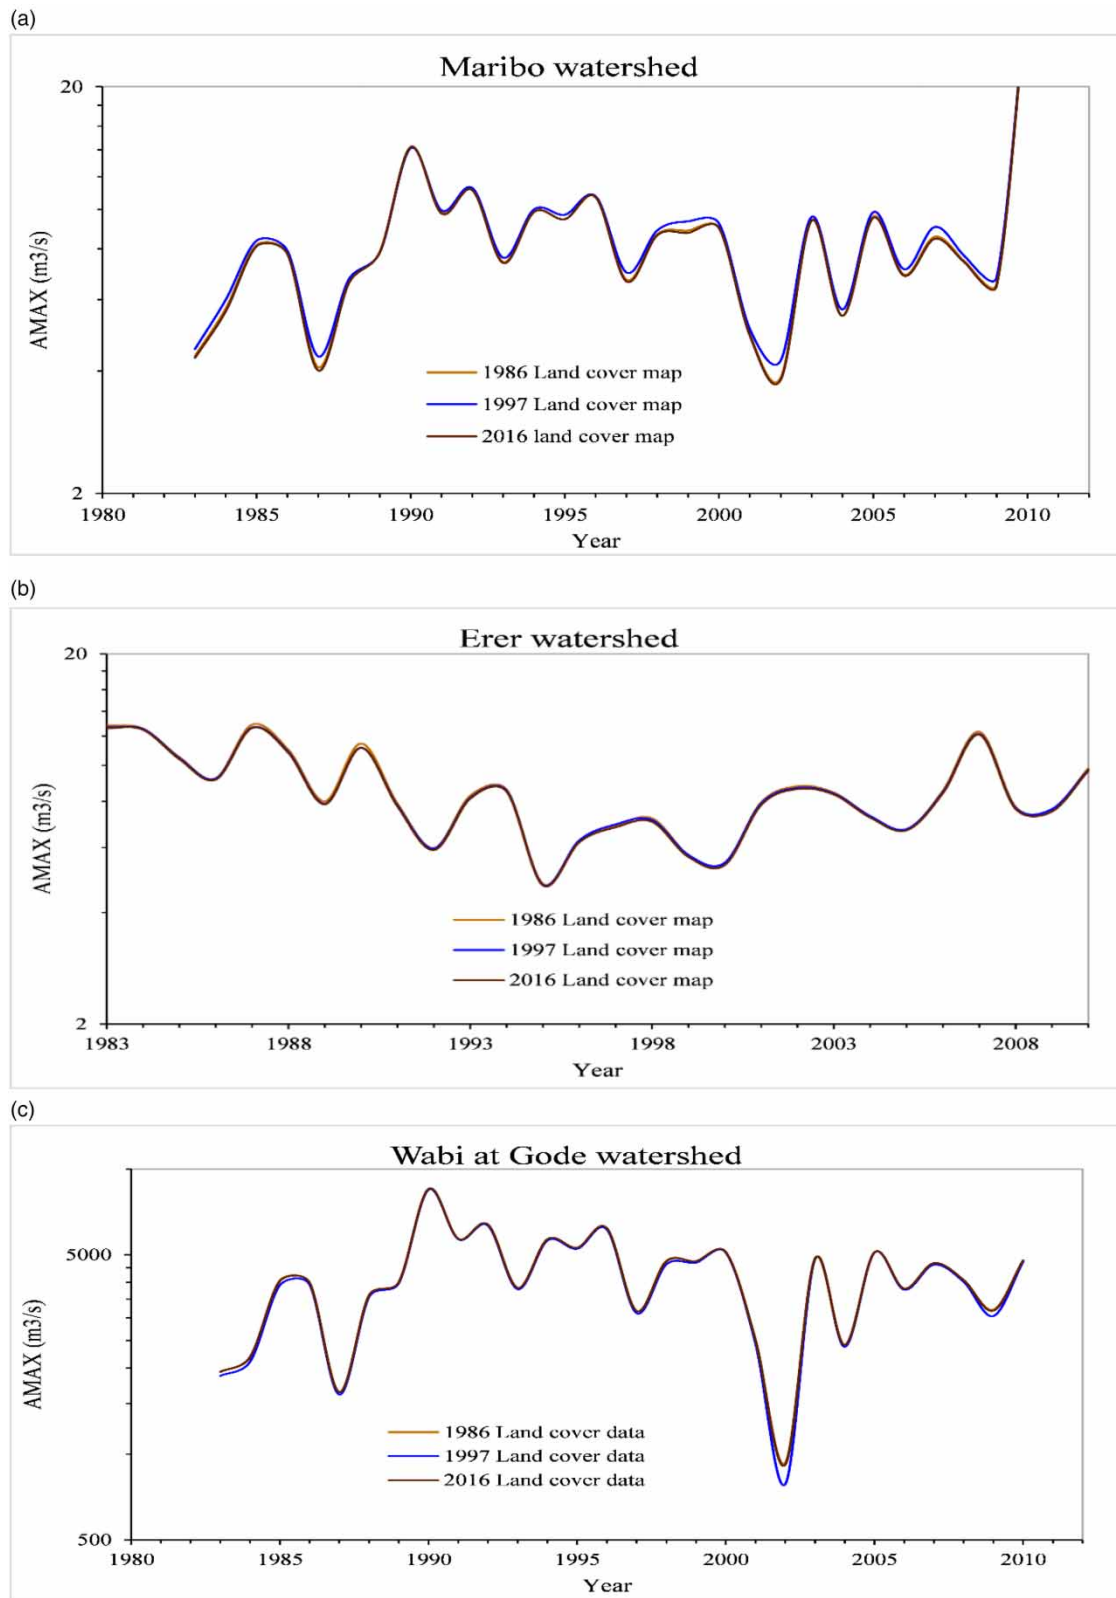 (a)
Maribo watershed
20
AMAX (m3/s)
1986 Land cover map
1997 Land cover map
2016 land cover map
2
1980 1985 1990 1995 2000 2005 2010
Year
(b)
Erer watershed
20
AMAX (m3/s)
1986 Land cover map
1997 Land cover map
2016 Land cover map
2
1983 1988 1993 1998 2003 2008
Year
(c)
Wabi at Gode watershed
5000
AMAX (m3/s)
1986 Land cover data
1997 Land cover data
2016 Land cover data
500
1980 1985 1990 1995 2000 2005 2010
Year